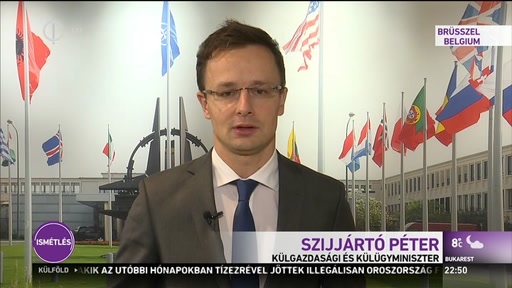 BRÜSSZEL
BELGIUM
SZIJJÁRTÓ PÉTER
KÜLGAZDASÁGI ÉS KÜLÜGYMINISZTER
8°C
BUKAREST
ISMÉTLÉS
KÜLFÖLD AKIK AZ UTÓBBI HÓNAPOKBAN TÍZEZRÉVEL JÖTTEK ILLEGÁLISAN OROSZORSZÁG 22:50